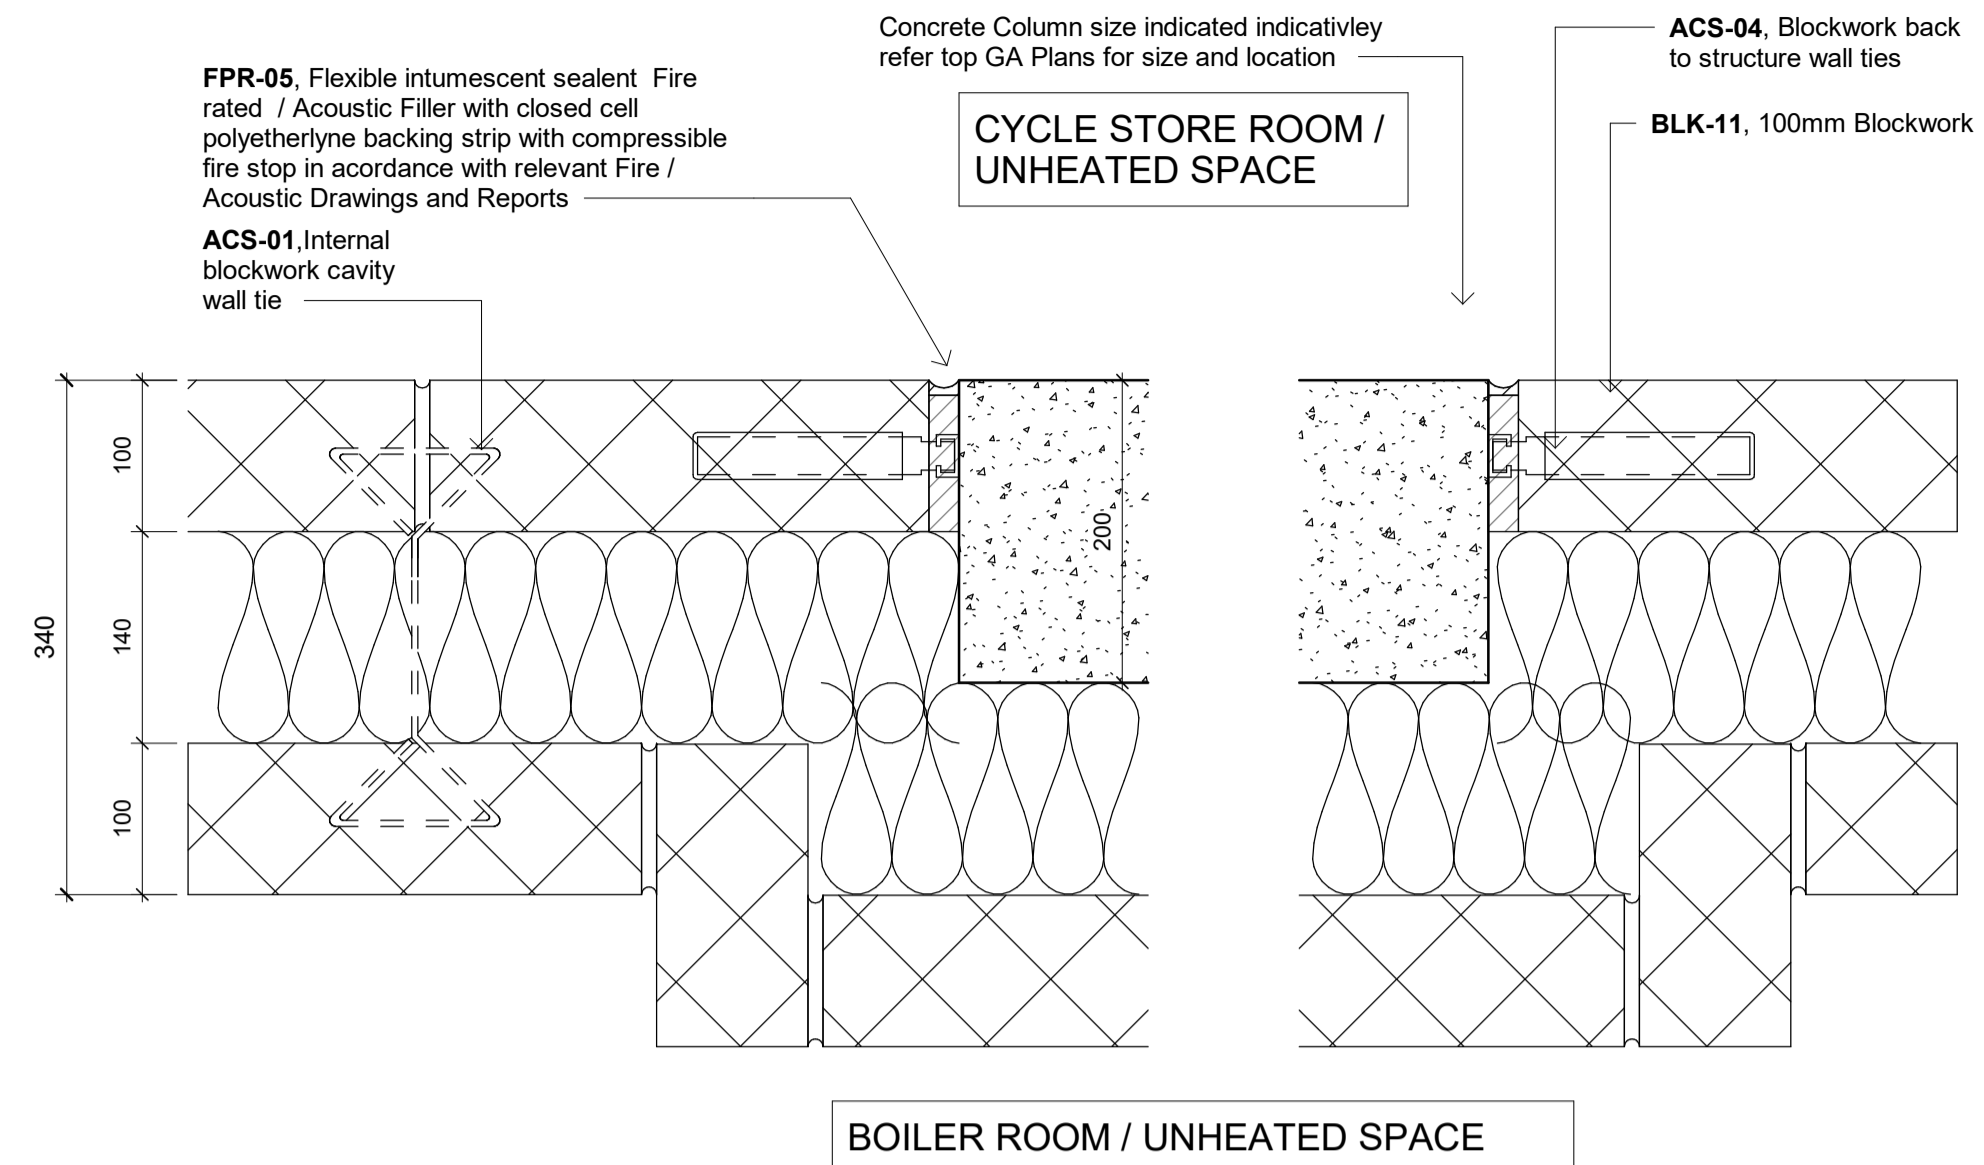 Concrete Column size indicated indicativley
refer top GA Plans for size and location
ACS-04, Blockwork back
to structure wall ties
FPR-05, Flexible intumescent sealent Fire
rated / Acoustic Filler with closed cell
polyetherlyne backing strip with compressible
fire stop in acordance with relevant Fire /
Acoustic Drawings and Reports
CYCLE STORE ROOM /
UNHEATED SPACE
BLK-11, 100mm Blockwork
ACS-01,Internal
blockwork cavity
wall tie
340
100
140
100
200
BOILER ROOM / UNHEATED SPACE